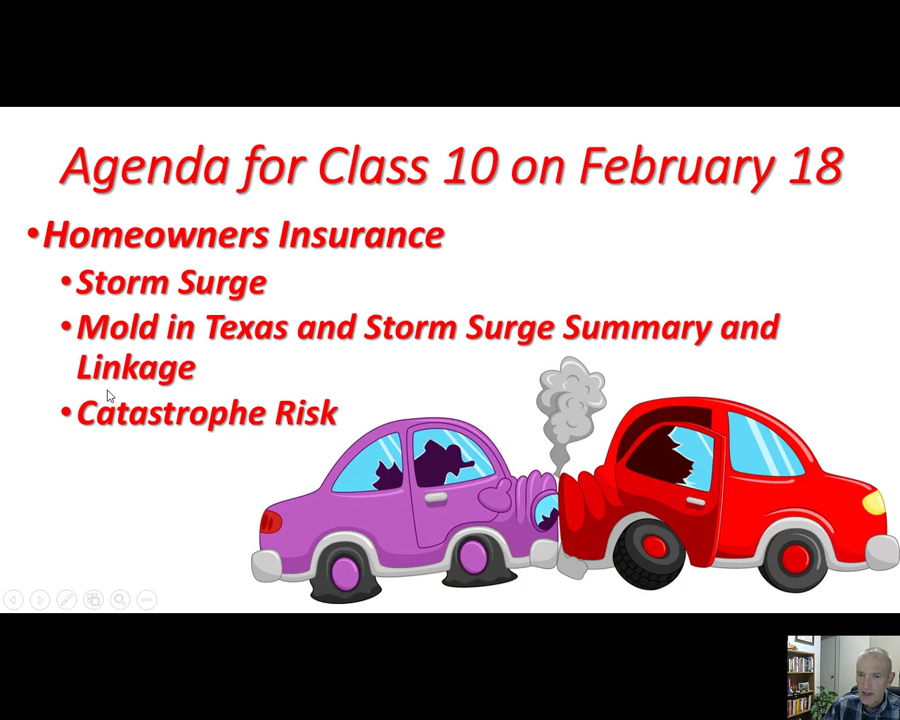 Agenda for Class 10 on February 18
•Homeowners Insurance
•Storm Surge
•Mold in Texas and Storm Surge Summary and
Linkage
•Catastrophe Risk